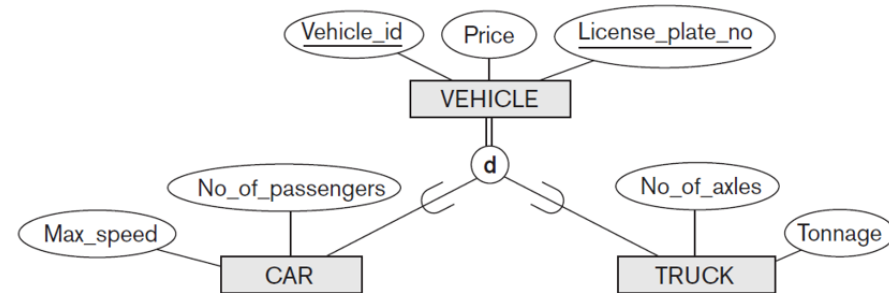 Vehicle_id Price License_plate_no
VEHICLE
d
No_of_passengers No_of_axles
Max_speed Tonnage
CAR TRUCK